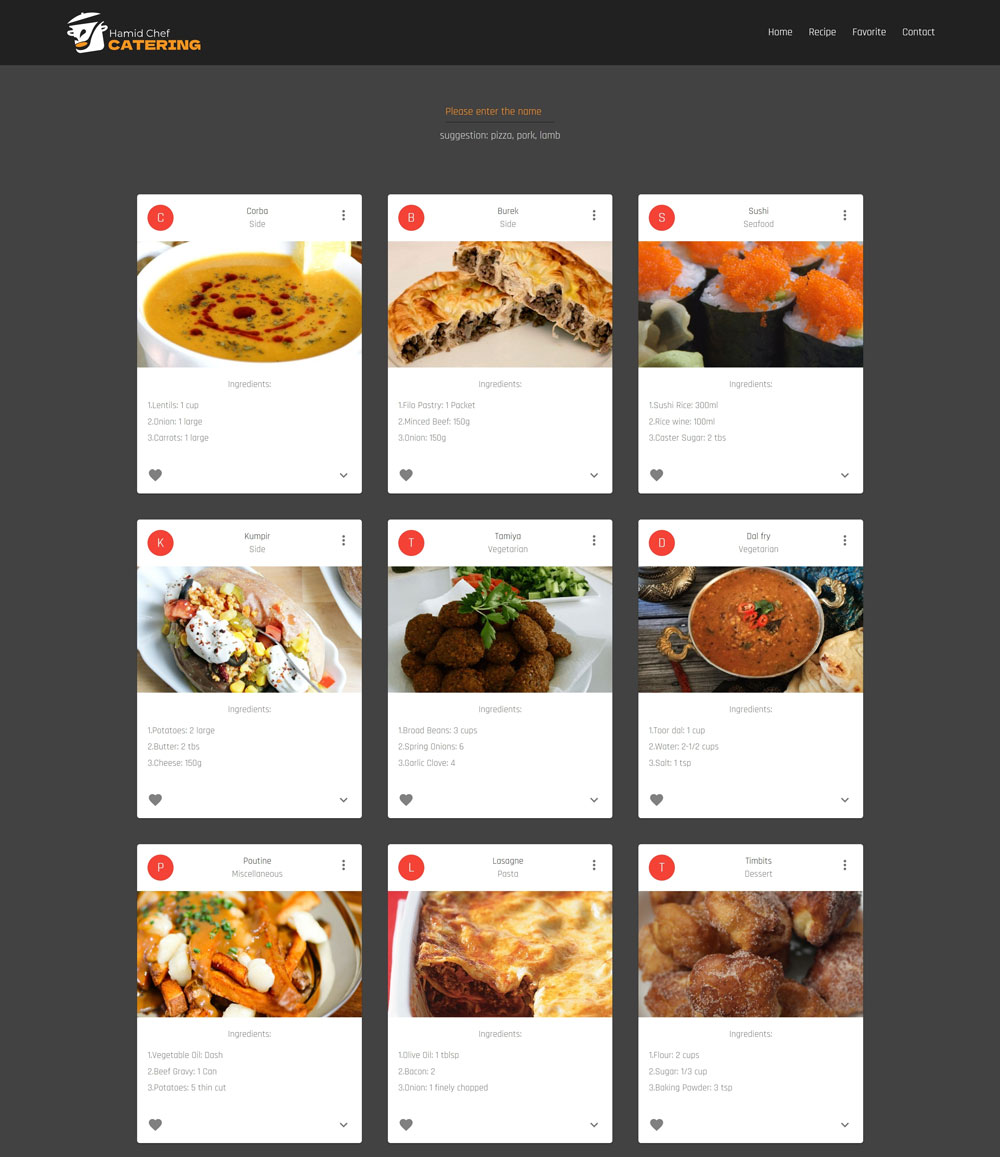 Hamid Chef
CATERING
Home Recipe Favorite Contact
Please enter the name
suggestion: pizza, pork, lamb
C
Corba
Side
Ingredients:
1.Lentils: 1 cup
2.Onion: 1 large
3.Carrots: 1 large
B
Burek
Side
Ingredients:
1.Filo Pastry: 1 Packet
2.Minced Beef: 150g
3.Onion: 150g
S
Sushi
Seafood
Ingredients:
1.Sushi Rice: 300ml
2.Rice wine: 100ml
3.Caster Sugar: 2 tbs
K
Kumpir
Side
Ingredients:
1.Potatoes: 2 large
2.Butter: 2 tbs
3.Cheese: 150g
T
Tamiya
Vegetarian
Ingredients:
1.Broad Beans: 3 cups
2.Spring Onions: 6
3.Garlic Clove: 4
D
Dal fry
Vegetarian
Ingredients:
1.Toor dal: 1 cup
2.Water: 2-1/2 cups
3.Salt: 1 tsp
P
Poutine
Miscellaneous
Ingredients:
1.Vegetable Oil: Dash
2.Beef Gravy: 1 Can
3.Potatoes: 5 thin cut
L
Lasagne
Pasta
Ingredients:
1.Olive Oil: 1 tblsp
2.Bacon: 2
3.Onion: 1 finely chopped
T
Timbits
Dessert
Ingredients:
1.Flour: 2 cups
2.Sugar: 1/3 cup
3.Baking Powder: 3 tsp